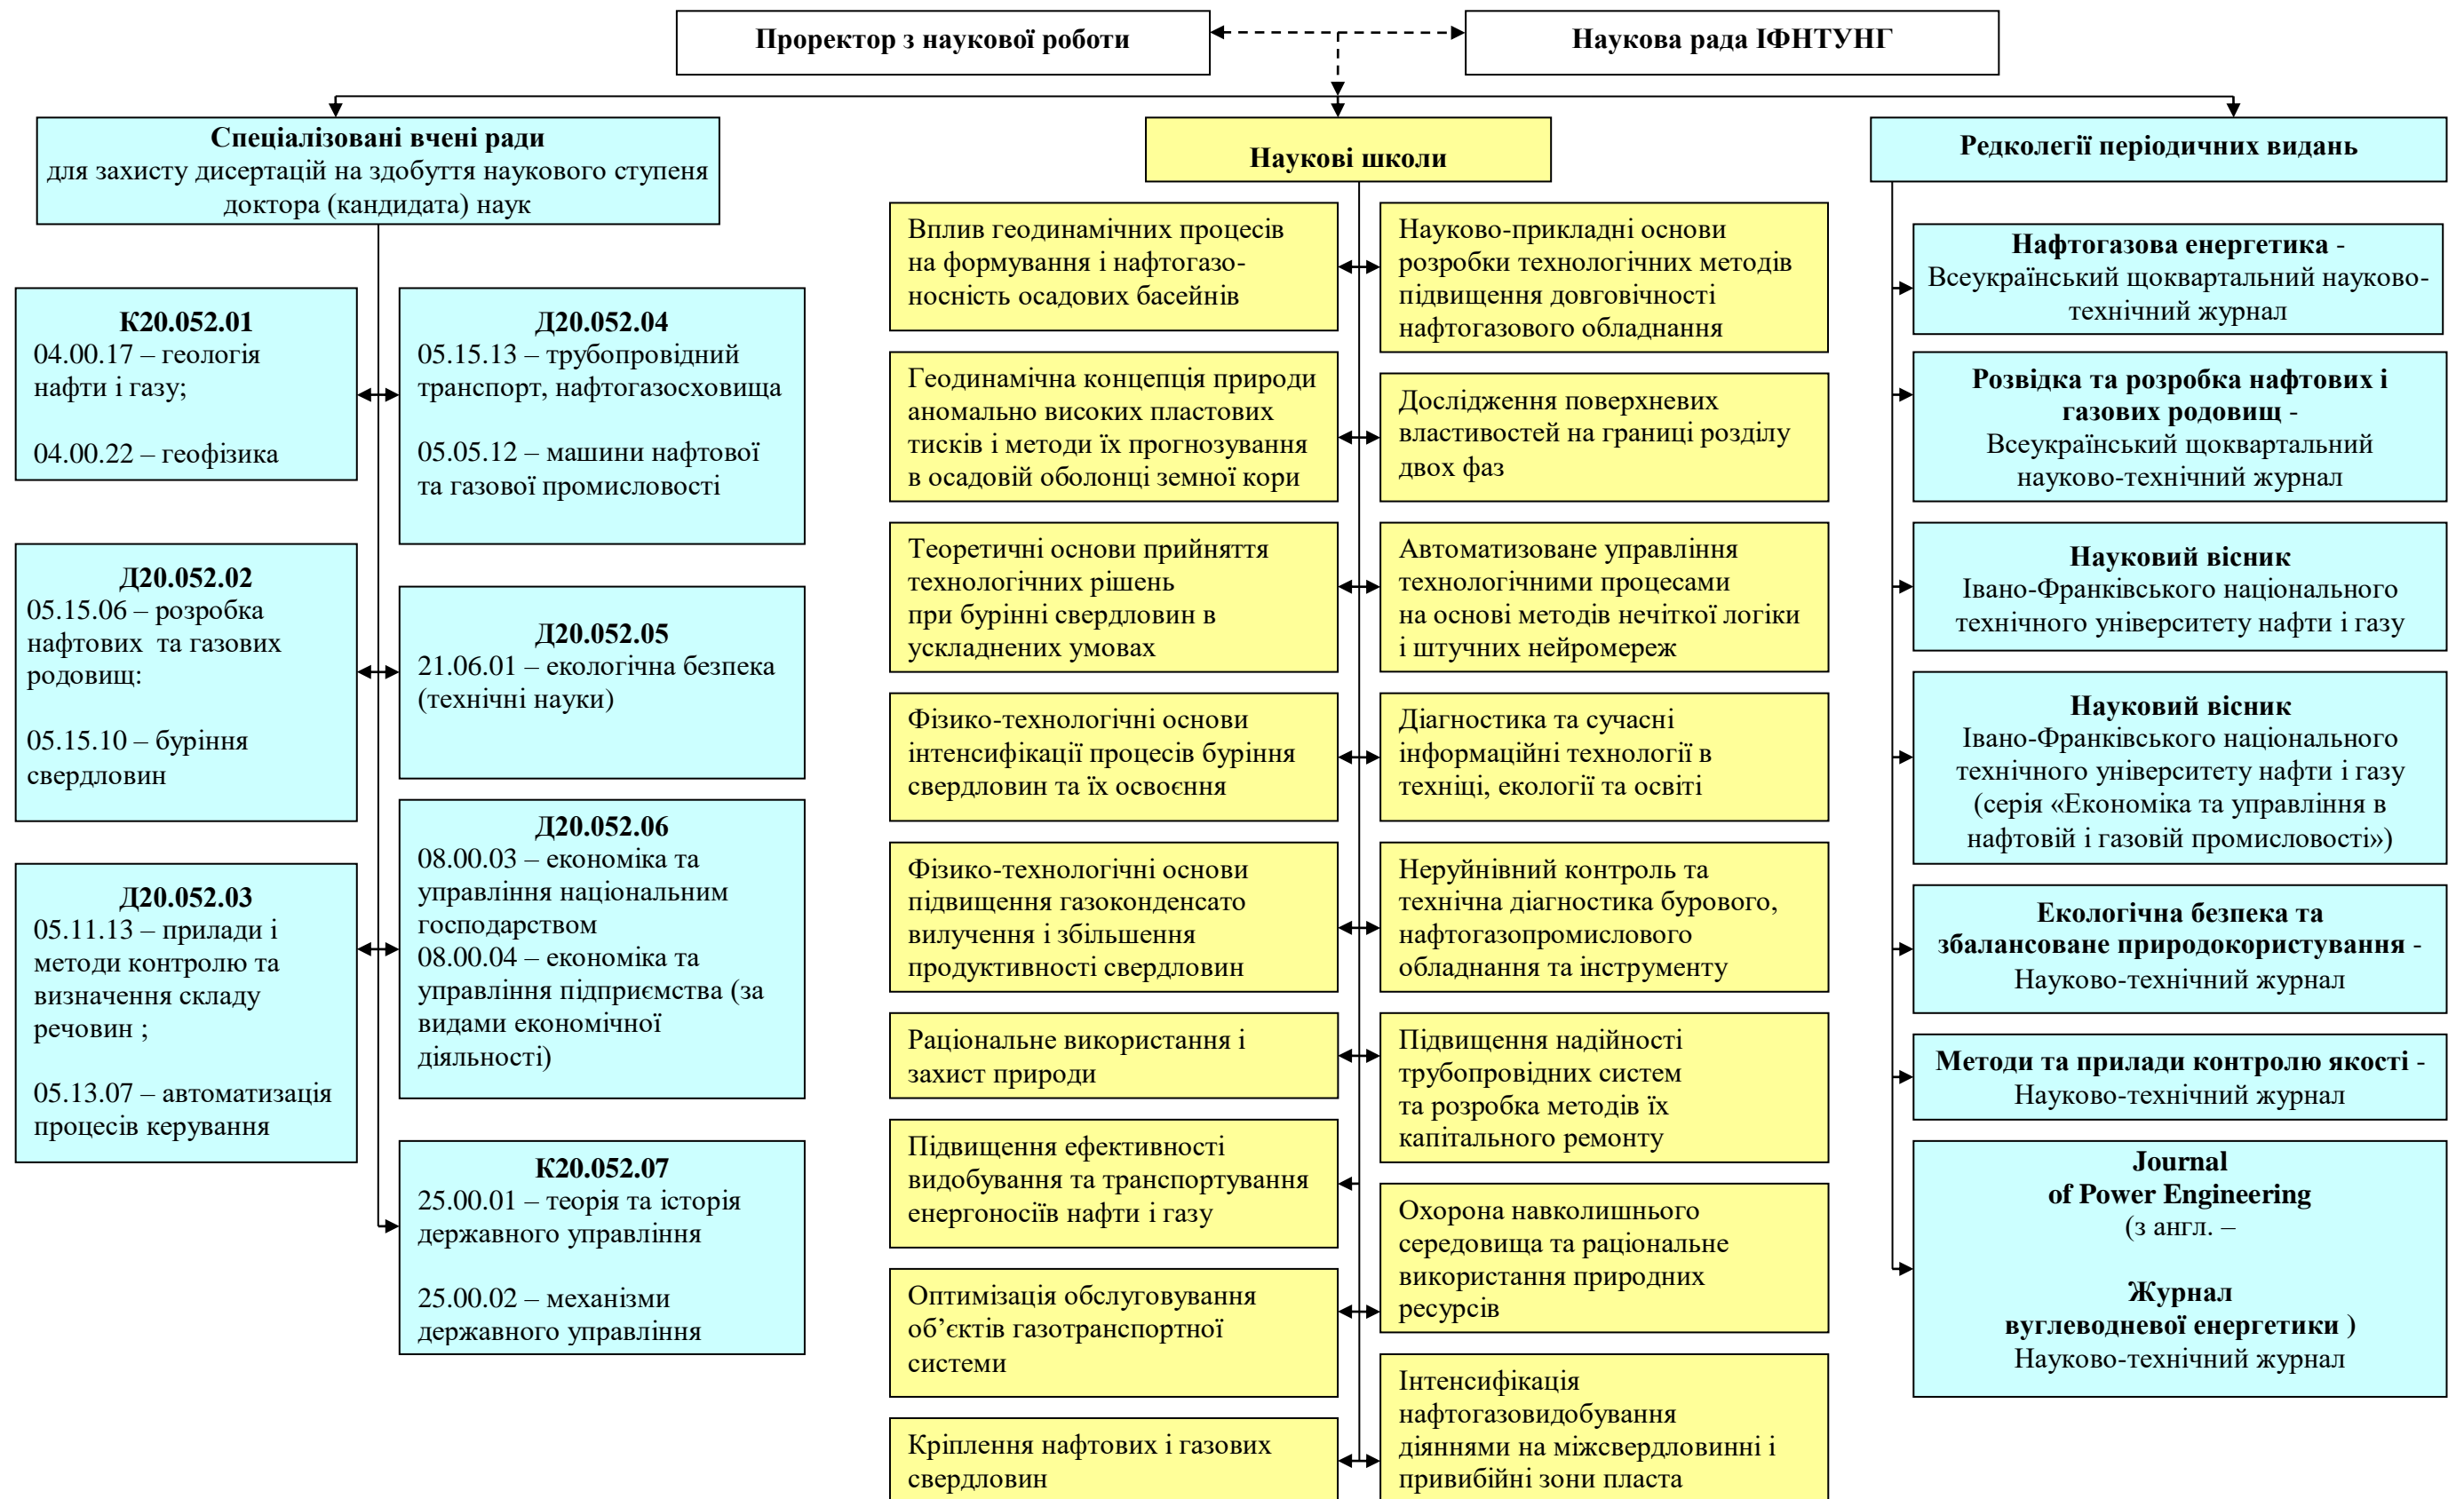 Проректор з наукової роботи
Наукова рада ІФНТУНГ
Спеціалізовані вчені ради
для захисту дисертацій на здобуття наукового ступеня
доктора (кандидата) наук
К20.052.01
04.00.17 – геологія
нафти і газу;
04.00.22 – геофізика
Д20.052.02
05.15.06 – розробка
нафтових та газових
родовищ:
05.15.10 – буріння
свердловин
Д20.052.03
05.11.13 – прилади і
методи контролю та
визначення складу
речовин ;
05.13.07 – автоматизація
процесів керування
Д20.052.04
05.15.13 – трубопровідний
транспорт, нафтогазосховища
05.05.12 – машини нафтової
та газової промисловості
Д20.052.05
21.06.01 – екологічна безпека
(технічні науки)
Д20.052.06
08.00.03 – економіка та
управління національним
господарством
08.00.04 – економіка та
управління підприємства (за
видами економічної
діяльності)
К20.052.07
25.00.01 – теорія та історія
державного управління
25.00.02 – механізми
державного управління
Наукові школи
Вплив геодинамічних процесів
на формування і нафтогазо-
носність осадових басейнів
Геодинамічна концепція природи
аномально високих пластових
тисків і методи їх прогнозування
в осадовій оболонці земної кори
Теоретичні основи прийняття
технологічних рішень
при бурінні свердловин в
ускладнених умовах
Фізико-технологічні основи
інтенсифікації процесів буріння
свердловин та їх освоєння
Фізико-технологічні основи
підвищення газоконденсато
вилучення і збільшення
продуктивності свердловин
Раціональне використання і
захист природи
Підвищення ефективності
видобування та транспортування
енергоносіїв нафти і газу
Оптимізація обслуговування
об’єктів газотранспортної
системи
Кріплення нафтових і газових
свердловин
Науково-прикладні основи
розробки технологічних методів
підвищення довговічності
нафтогазового обладнання
Дослідження поверхневих
властивостей на границі розділу
двох фаз
Автоматизоване управління
технологічними процесами
на основі методів нечіткої логіки
і штучних нейромереж
Діагностика та сучасні
інформаційні технології в
техніці, екології та освіті
Неруйнівний контроль та
технічна діагностика бурового,
нафтогазопромислового
обладнання та інструменту
Підвищення надійності
трубопровідних систем
та розробка методів їх
капітального ремонту
Охорона навколишнього
середовища та раціональне
використання природних
ресурсів
Інтенсифікація
нафтогазовидобування
діяннями на міжсвердловинні і
привибійні зони пласта
Редколегії періодичних видань
Нафтогазова енергетика -
Всеукраїнський щоквартальний науково-
технічний журнал
Розвідка та розробка нафтових і
газових родовищ -
Всеукраїнський щоквартальний
науково-технічний журнал
Науковий вісник
Івано-Франківського національного
технічного університету нафти і газу
Науковий вісник
Івано-Франківського національного
технічного університету нафти і газу
(серія «Економіка та управління в
нафтовій і газовій промисловості»)
Екологічна безпека та
збалансоване природокористування -
Науково-технічний журнал
Методи та прилади контролю якості -
Науково-технічний журнал
Journal
of Power Engineering
(з англ. –
Журнал
вуглеводневої енергетики )
Науково-технічний журнал